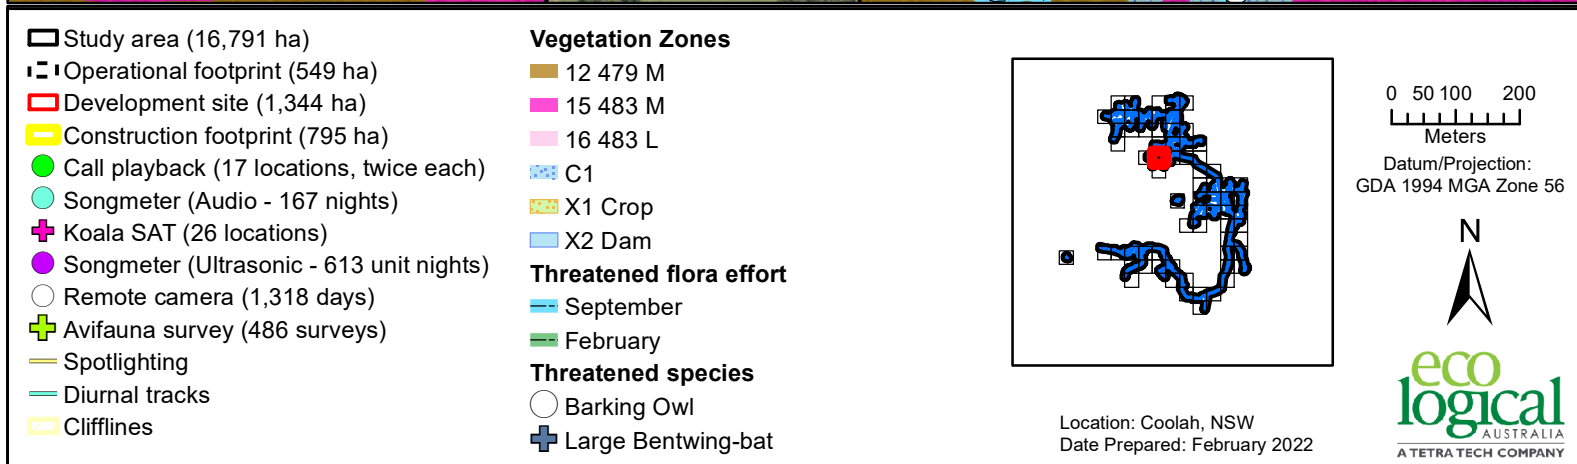 Study area (16,791 ha)
Operational footprint (549 ha)
Development site (1,344 ha)
Construction footprint (795 ha)
Call playback (17 locations, twice each)
Songmeter (Audio - 167 nights)
Koala SAT (26 locations)
Songmeter (Ultrasonic - 613 unit nights)
Remote camera (1,318 days)
Avifauna survey (486 surveys)
Spotlighting
Diurnal tracks
Clifflines
Vegetation Zones
12 479 M
15 483 M
16 483 L
C1
X1 Crop
X2 Dam
Threatened flora effort
September
February
Threatened species
Barking Owl
Large Bentwing-bat
Location: Coolah, NSW
Date Prepared: February 2022
0 50 100 200
Meters
Datum/Projection:
GDA 1994 MGA Zone 56
N
eco
logical
AUSTRALIA
A TETRA TECH COMPANY